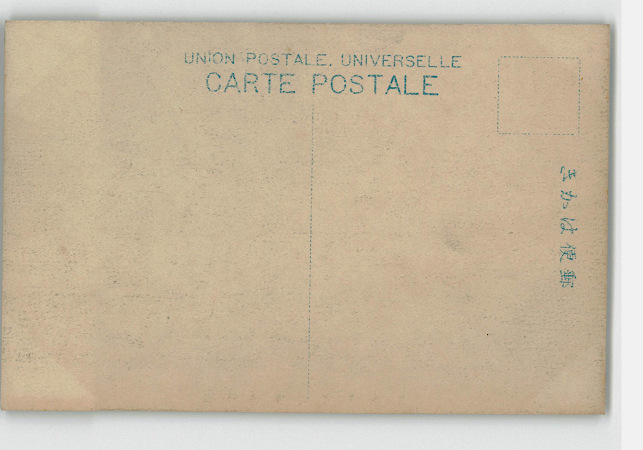 UNION POSTALE, UNIVERSELLE
CARTE POSTALE
郵便はかき